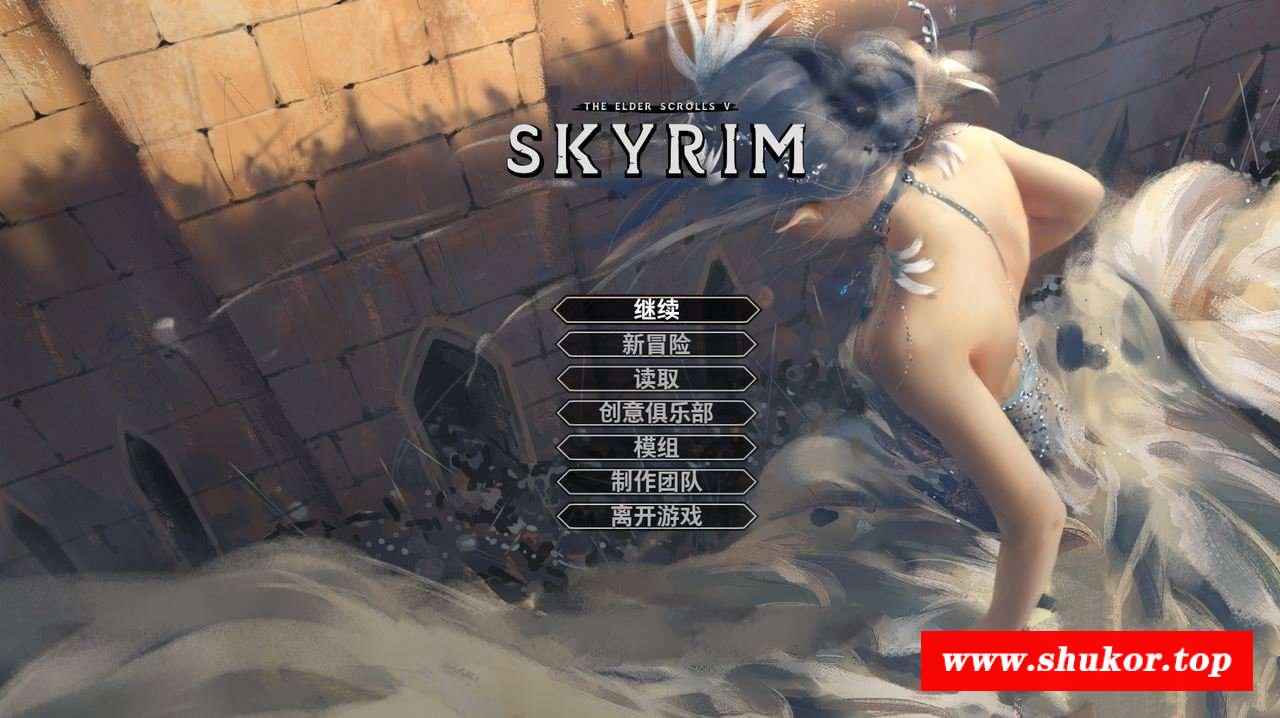 THE ELDER SCROLLS V
SKYRIM
继续
新冒险
读取
创意俱乐部
模组
制作团队
离开游戏
www.shukor.top